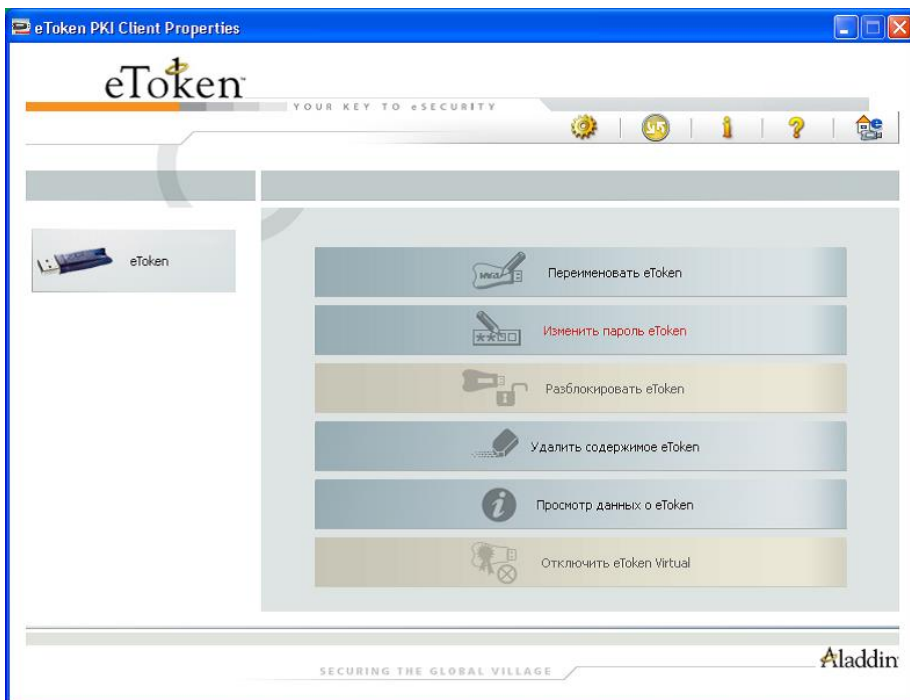 eToken PKI Client Properties
eToken™
YOUR KEY TO eSECURITY
eToken
Переименовать eToken
Изменить пароль eToken
Разблокировать eToken
Удалить содержимое eToken
Просмотр данных о eToken
Отключить eToken Virtual
SECURING THE GLOBAL VILLAGE
Aladdin